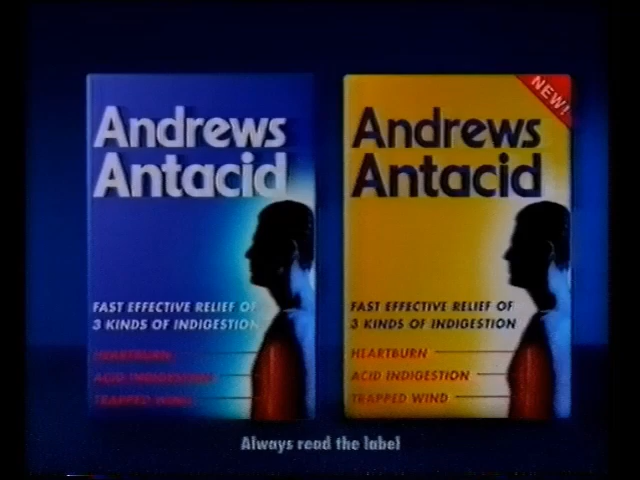 Andrews
Antacid
FAST EFFECTIVE RELIEF OF
3 KINDS OF INDIGESTION
HEARTBURN
ACID INDIGESTION
TRAPPED WIND
NEW!
Andrews
Antacid
FAST EFFECTIVE RELIEF OF
3 KINDS OF INDIGESTION
HEARTBURN
ACID INDIGESTION
TRAPPED WIND
Always read the label